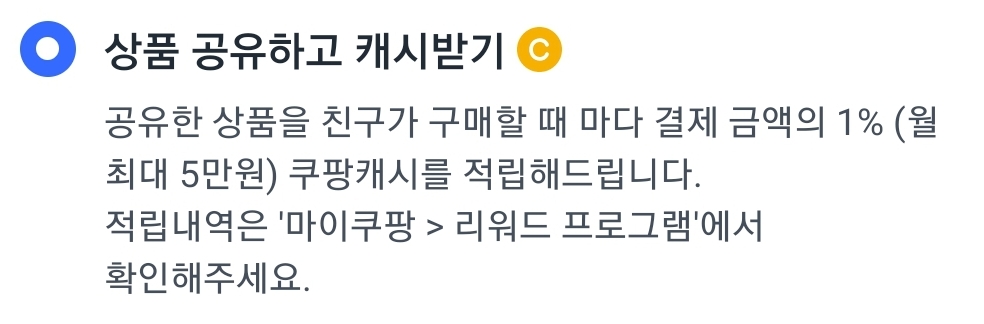 상품 공유하고 캐시받기 C
공유한 상품을 친구가 구매할 때 마다 결제 금액의 1% (월
최대 5만원) 쿠팡캐시를 적립해드립니다.
적립내역은 '마이쿠팡 > 리워드 프로그램'에서
확인해주세요.